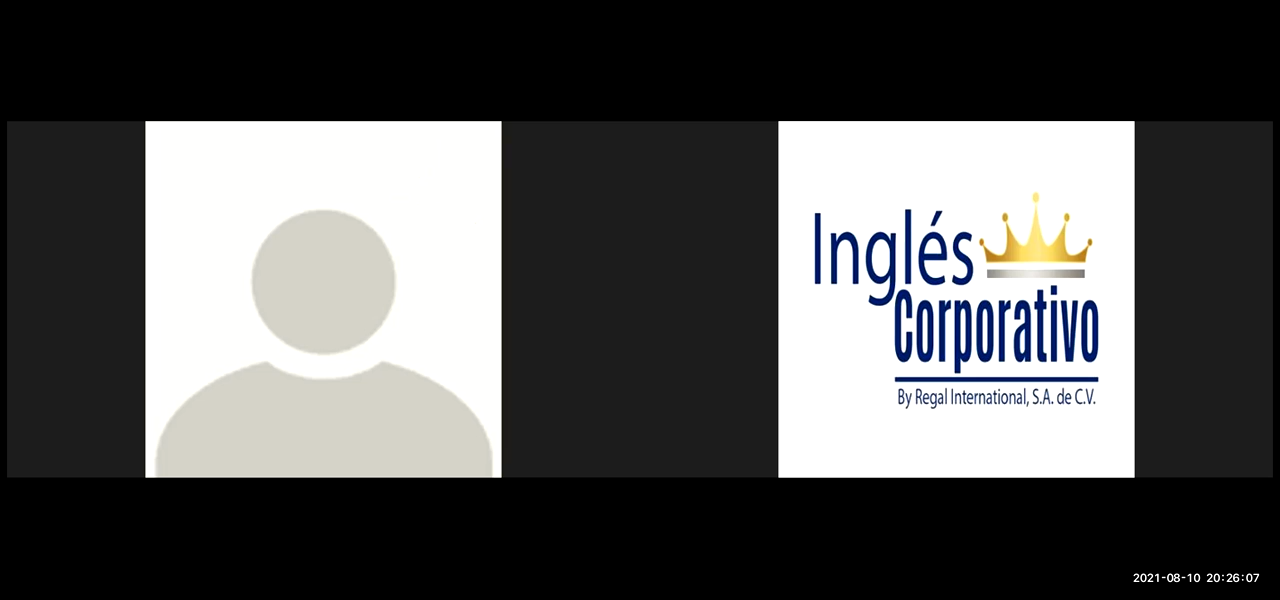 Inglés
Corporativo
By Regal International, S.A. de C.V.
2021-08-10 20:26:07